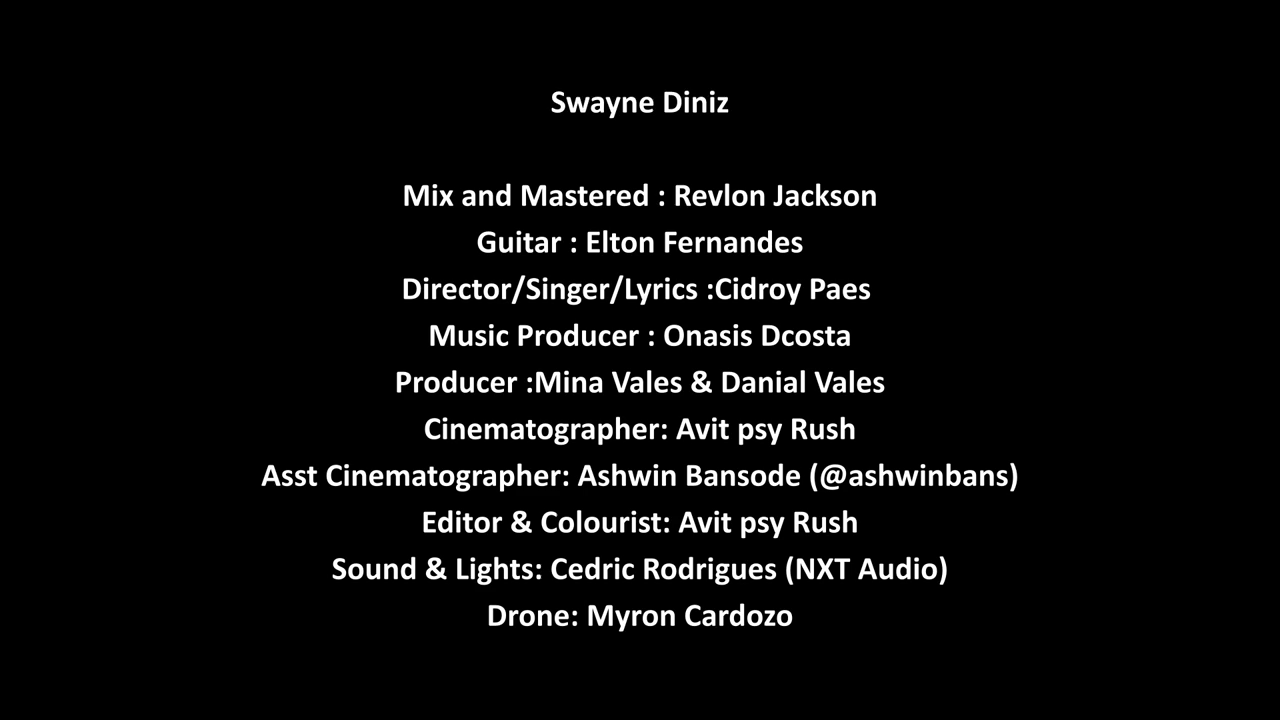 Swayne Diniz
Mix and Mastered : Revlon Jackson
Guitar : Elton Fernandes
Director/Singer/Lyrics :Cidroy Paes
Music Producer : Onasis Dcosta
Producer :Mina Vales & Danial Vales
Cinematographer: Avit psy Rush
Asst Cinematographer: Ashwin Bansode (@ashwinbans)
Editor & Colourist: Avit psy Rush
Sound & Lights: Cedric Rodrigues (NXT Audio)
Drone: Myron Cardozo